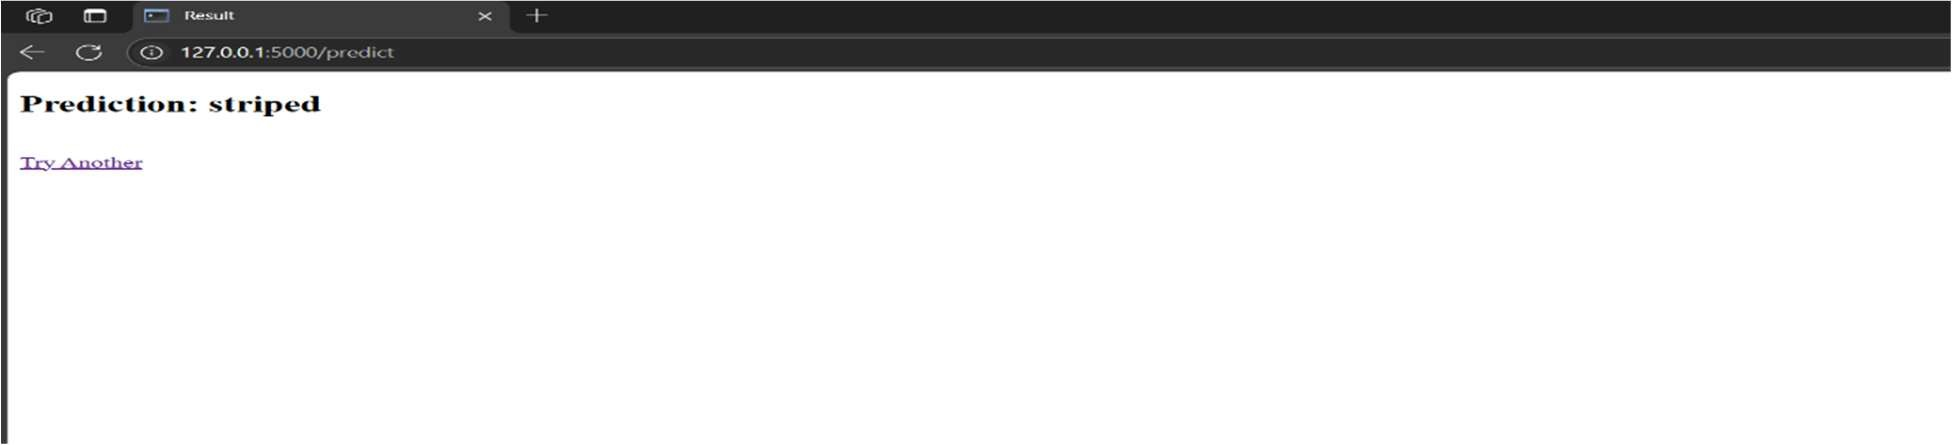 Result
127.0.0.1:5000/predict
Prediction: striped
Try Another